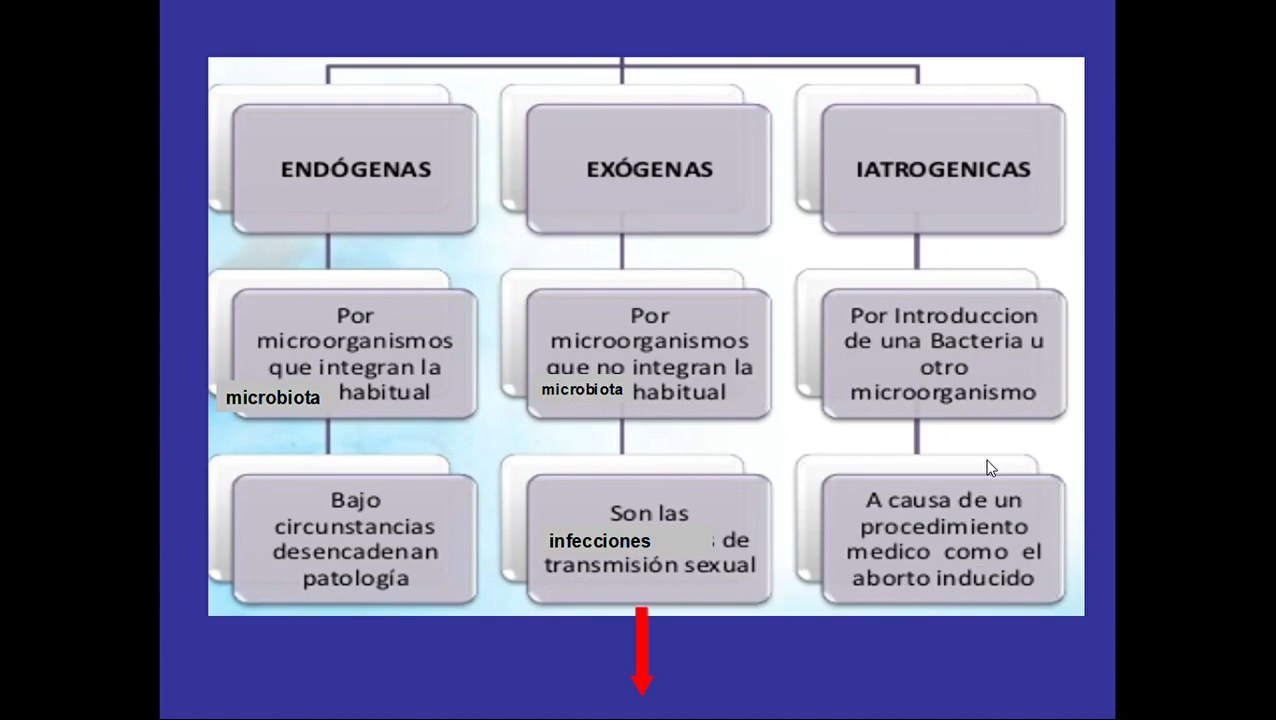 ENDÓGENAS
Por
microorganismos
que integran la
microbiota habitual
Bajo
circunstancias
desencadenan
patología
EXÓGENAS
Por
microorganismos
que no integran la
microbiota habitual
Son las
infecciones de
transmisión sexual
IATROGENICAS
Por Introduccion
de una Bacteria u
otro
microorganismo
A causa de un
procedimiento
medico como el
aborto inducido